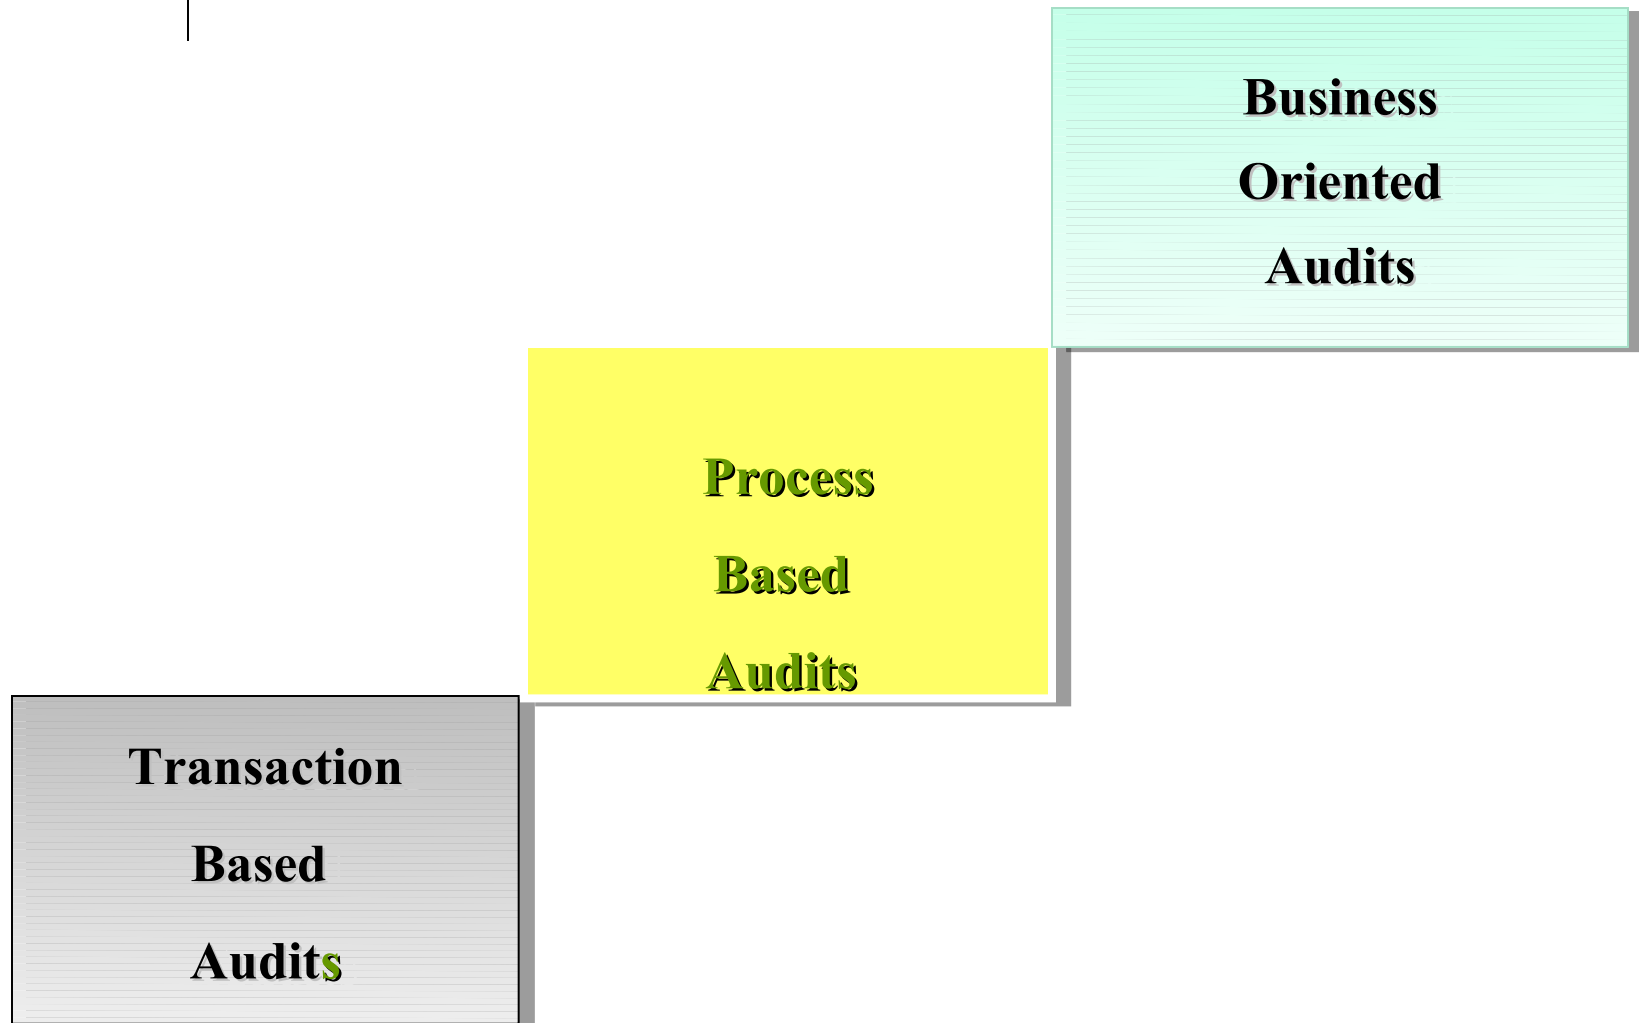 Business
Oriented
Audits
Process
Based
Audits
Transaction
Based
Audits